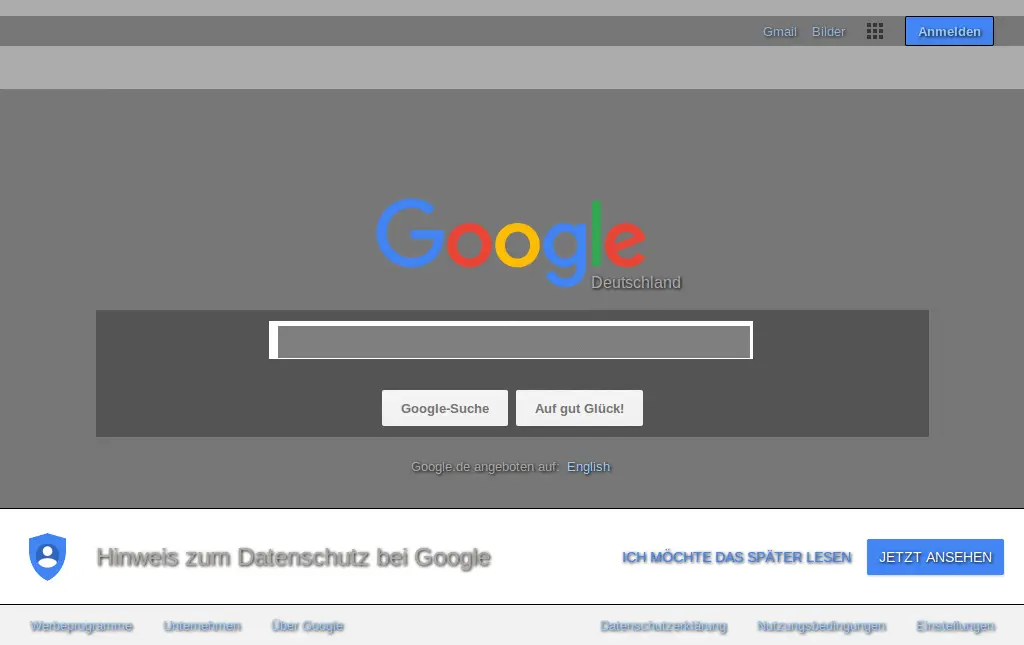 Gmail Bilder Anmelden
Google
Deutschland
Google-Suche Auf gut Glück!
Google.de angeboten auf: English
Hinweis zum Datenschutz bei Google ICH MÖCHTE DAS SPÄTER LESEN JETZT ANSEHEN
Werbeprogramme Unternehmen Über Google Datenschutzerklärung Nutzungsbedingungen Einstellungen